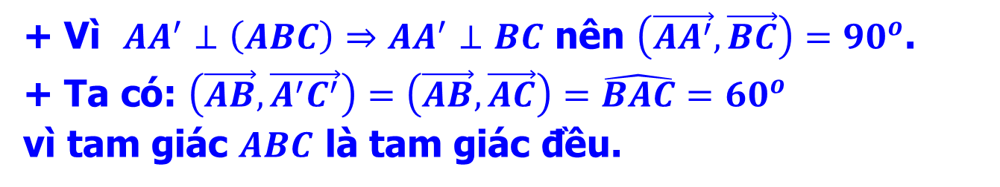 + Vì $AA' \perp (ABC) \Rightarrow AA' \perp BC$ nên $\left(\overrightarrow{AA'}, \overrightarrow{BC}\right) = 90^o$.
+ Ta có: $\left(\overrightarrow{AB}, \overrightarrow{A'C'}\right) = \left(\overrightarrow{AB}, \overrightarrow{AC}\right) = \widehat{BAC} = 60^o$
vì tam giác $ABC$ là tam giác đều.